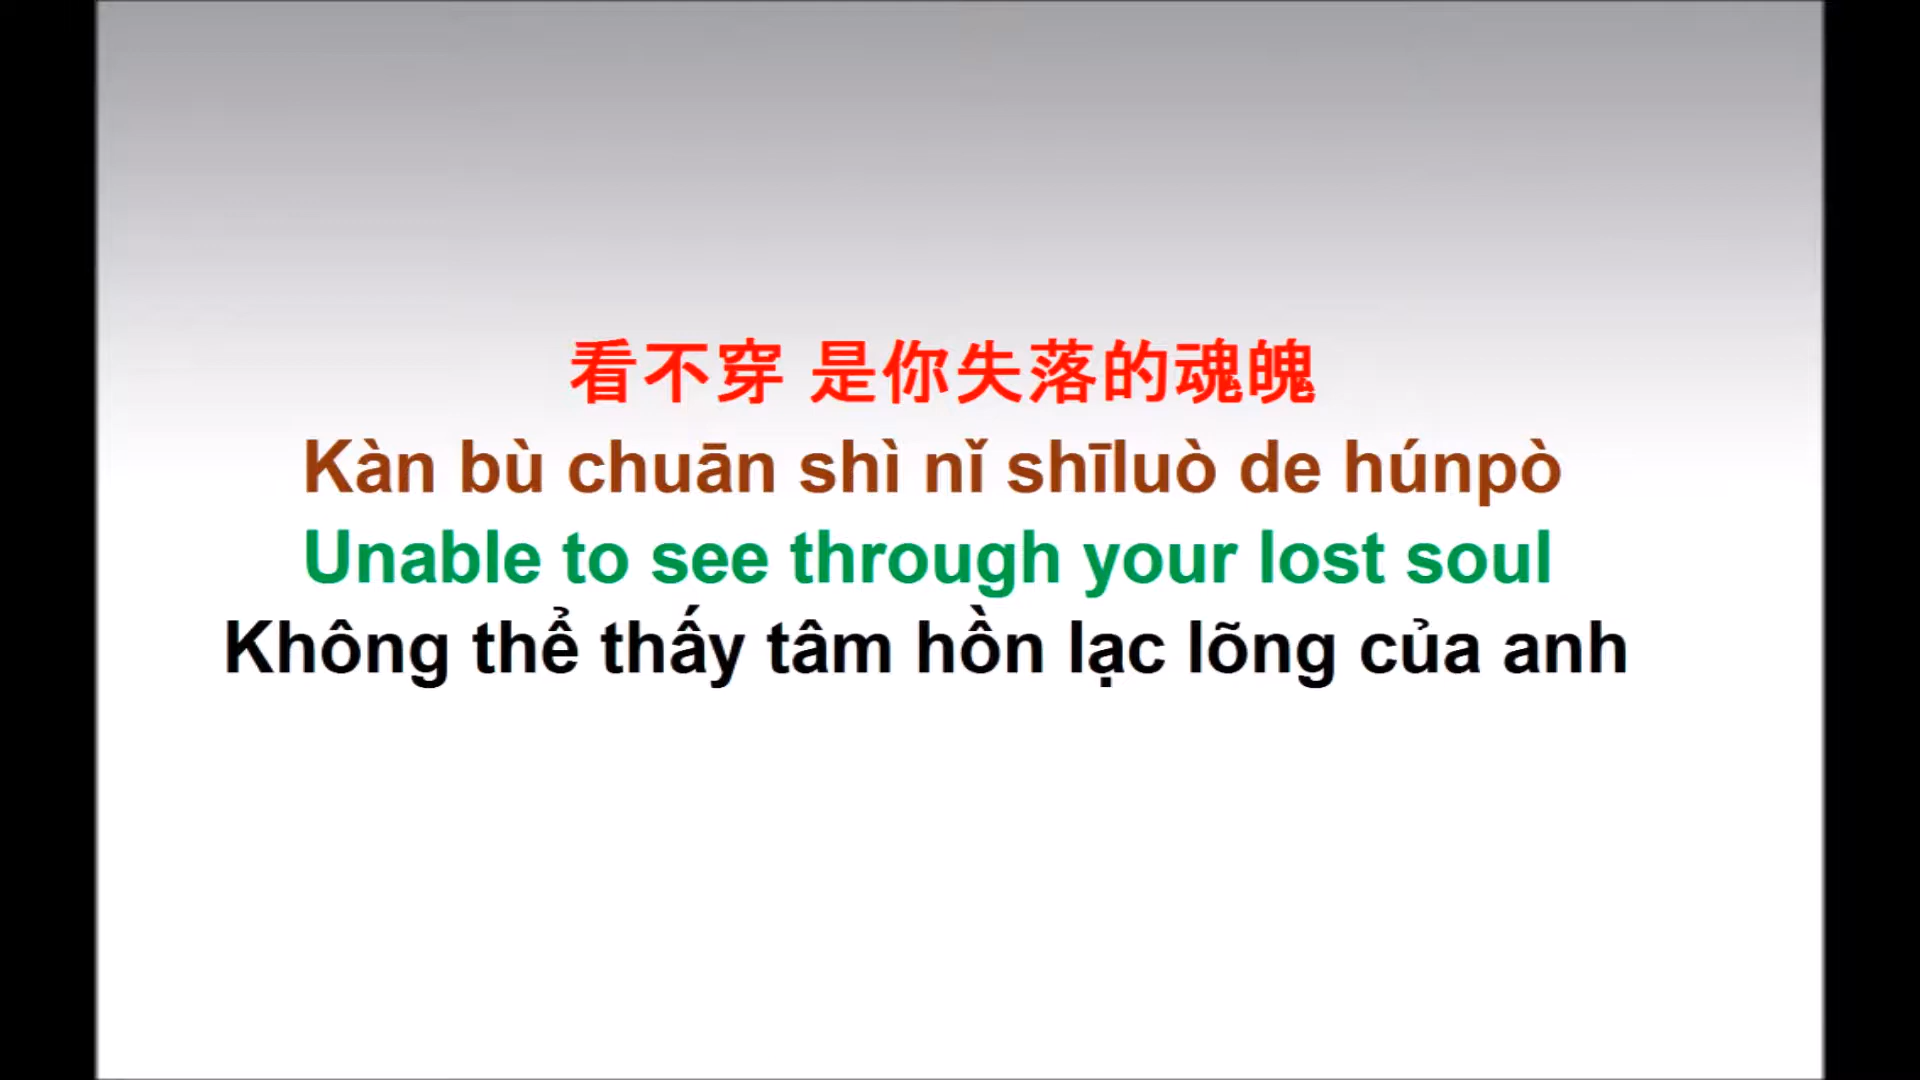 看不穿 是你失落的魂魄
Kàn bù chuān shì nǐ shīluò de húnpò
Unable to see through your lost soul
Không thể thấy tâm hồn lạc lõng của anh